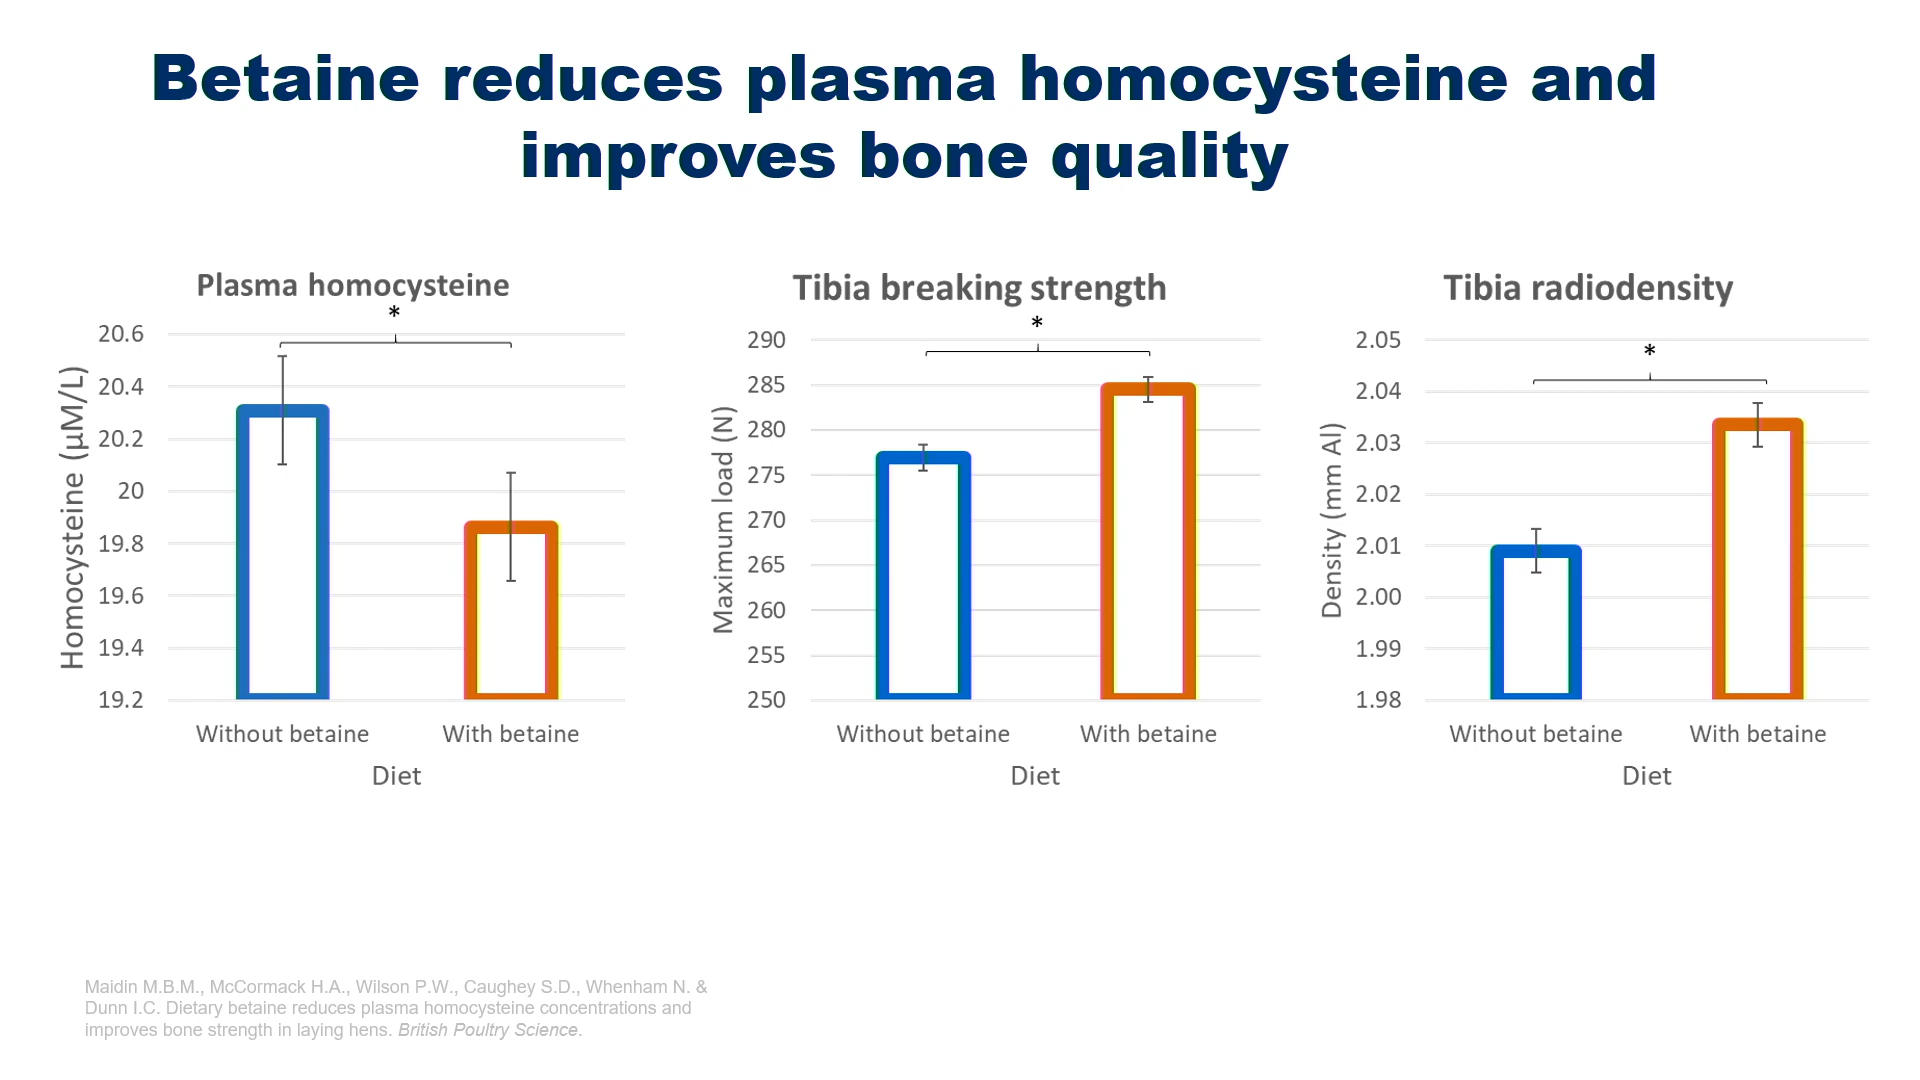 Betaine reduces plasma homocysteine and
improves bone quality
Plasma homocysteine
*
Homocysteine (µM/L)
20.6
20.4
20.2
20
19.8
19.6
19.4
19.2
Without betaine
With betaine
Diet
Tibia breaking strength
*
Maximum load (N)
290
285
280
275
270
265
260
255
250
Without betaine
With betaine
Diet
Tibia radiodensity
*
Density (mm Al)
2.05
2.04
2.03
2.02
2.01
2.00
1.99
1.98
Without betaine
With betaine
Diet
Maidin M.B.M., McCormack H.A., Wilson P.W., Caughey S.D., Whenham N. &
Dunn I.C. Dietary betaine reduces plasma homocysteine concentrations and
improves bone strength in laying hens. British Poultry Science.